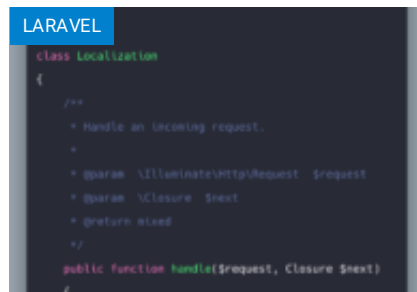 LARAVEL
class Localization
{
/**
* Handle an incoming request.
*
* @param \Illuminate\Http\Request $request
* @param \Closure $next
* @return mixed
*/
public function handle($request, Closure $next)
{